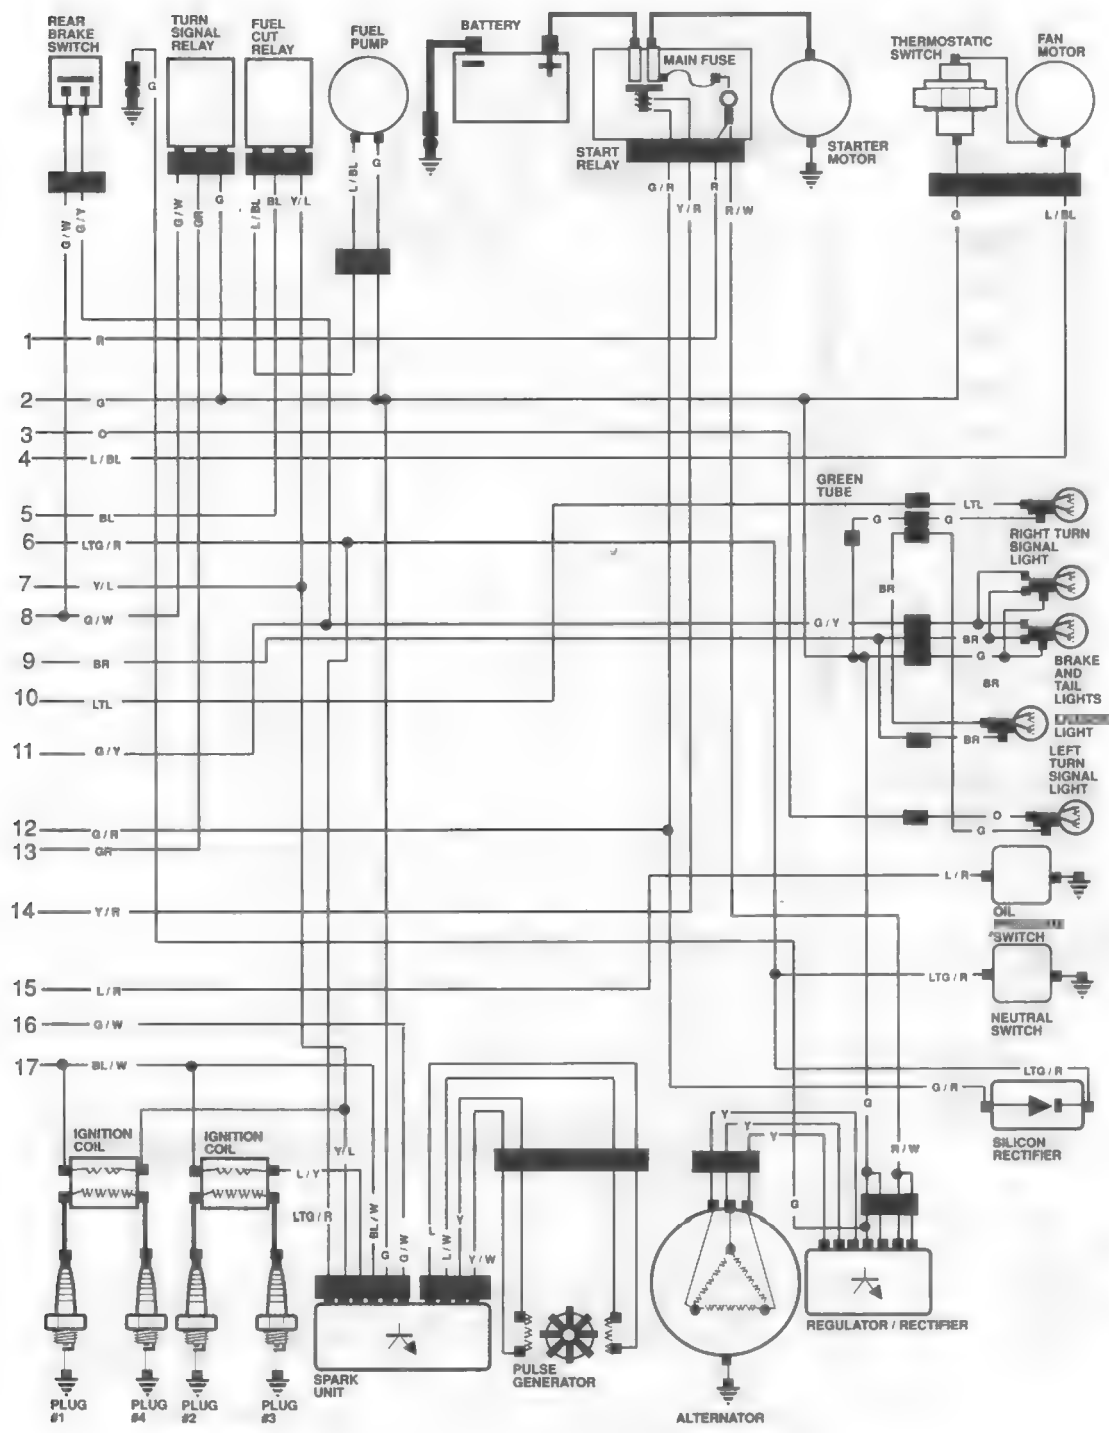 REAR
BRAKE
SWITCH
TURN
SIGNAL
RELAY
FUEL
CUT
RELAY
FUEL
PUMP
BATTERY
MAIN FUSE
START
RELAY
STARTER
MOTOR
THERMOSTATIC
SWITCH
FAN
MOTOR
G
G/W
G/Y
G/W
GR
G
L/BL
BL
Y/L
L/BL
G
G/R
Y/R
R
R/W
G
L/BL
1 R
2 G
3 O
4 L/BL
5 BL
6 LTG/R
7 Y/L
8 G/W
9 BR
10 LTL
11 G/Y
12 G/R
13 GR
14 Y/R
15 L/R
16 G/W
17 BL/W
GREEN
TUBE
LTL
G
G
RIGHT TURN
SIGNAL
LIGHT
BR
G/Y
BR
G
BR
BRAKE
AND
TAIL
LIGHTS
LIGHT
BR
LEFT
TURN
SIGNAL
LIGHT
O
G
L/R
OIL
SWITCH
LTG/R
NEUTRAL
SWITCH
LTG/R
G/R
SILICON
RECTIFIER
IGNITION
COIL
IGNITION
COIL
L/Y
Y/L
LTG/R
BL/W
G
G/W
L
L/W
Y
Y/W
Y
Y
Y
G
R/W
G
PLUG
#1
PLUG
#4
PLUG
#2
PLUG
#3
SPARK
UNIT
PULSE
GENERATOR
ALTERNATOR
REGULATOR / RECTIFIER